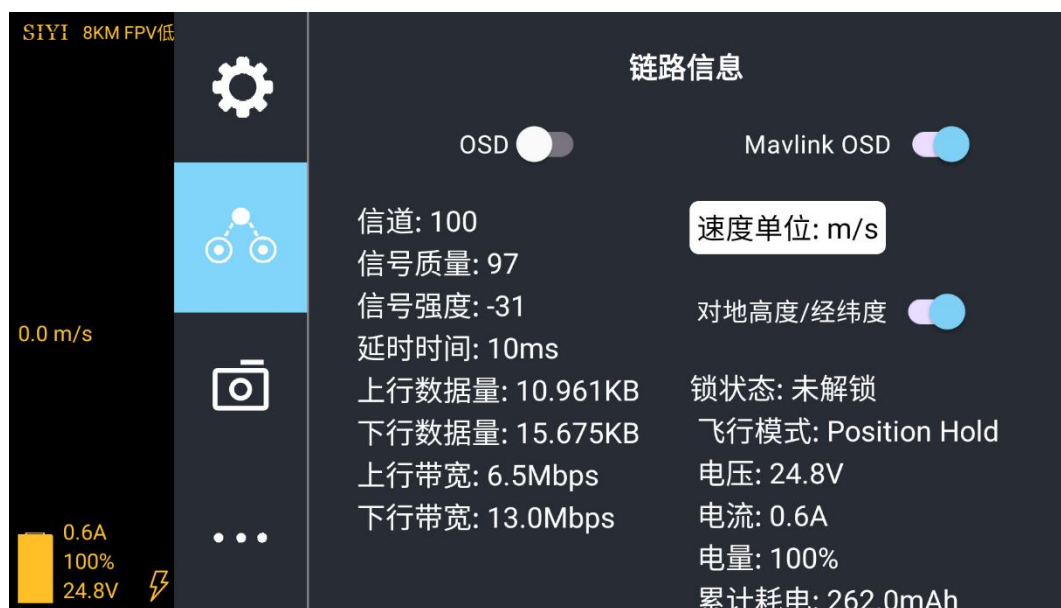 SIYI 8KM FPV低
链路信息
OSD
Mavlink OSD
信道: 100
信号质量: 97
信号强度: -31
延时时间: 10ms
上行数据量: 10.961KB
下行数据量: 15.675KB
上行带宽: 6.5Mbps
下行带宽: 13.0Mbps
速度单位: m/s
对地高度/经纬度
锁状态: 未解锁
飞行模式: Position Hold
电压: 24.8V
电流: 0.6A
电量: 100%
累计耗电: 262.0mAh
0.0 m/s
0.6A
100%
24.8V